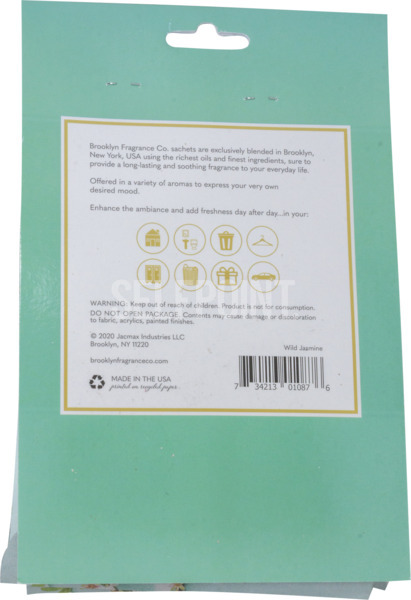 Brooklyn Fragrance Co. sachets are exclusively blended in Brooklyn,
New York, USA using the richest oils and finest ingredients, sure to
provide a long-lasting and soothing fragrance to your everyday life.
Offered in a variety of aromas to express your very own
desired mood.
Enhance the ambiance and add freshness day after day...in your:
WARNING: Keep out of reach of children. Product is not for consumption.
DO NOT OPEN PACKAGE. Contents may cause damage or discoloration
to fabric, acrylics, painted finishes.
© 2020 Jacmax Industries LLC
Brooklyn, NY 11220
brooklynfragranceco.com
Wild Jasmine
MADE IN THE USA
printed on recycled paper
7 34213 01087 6